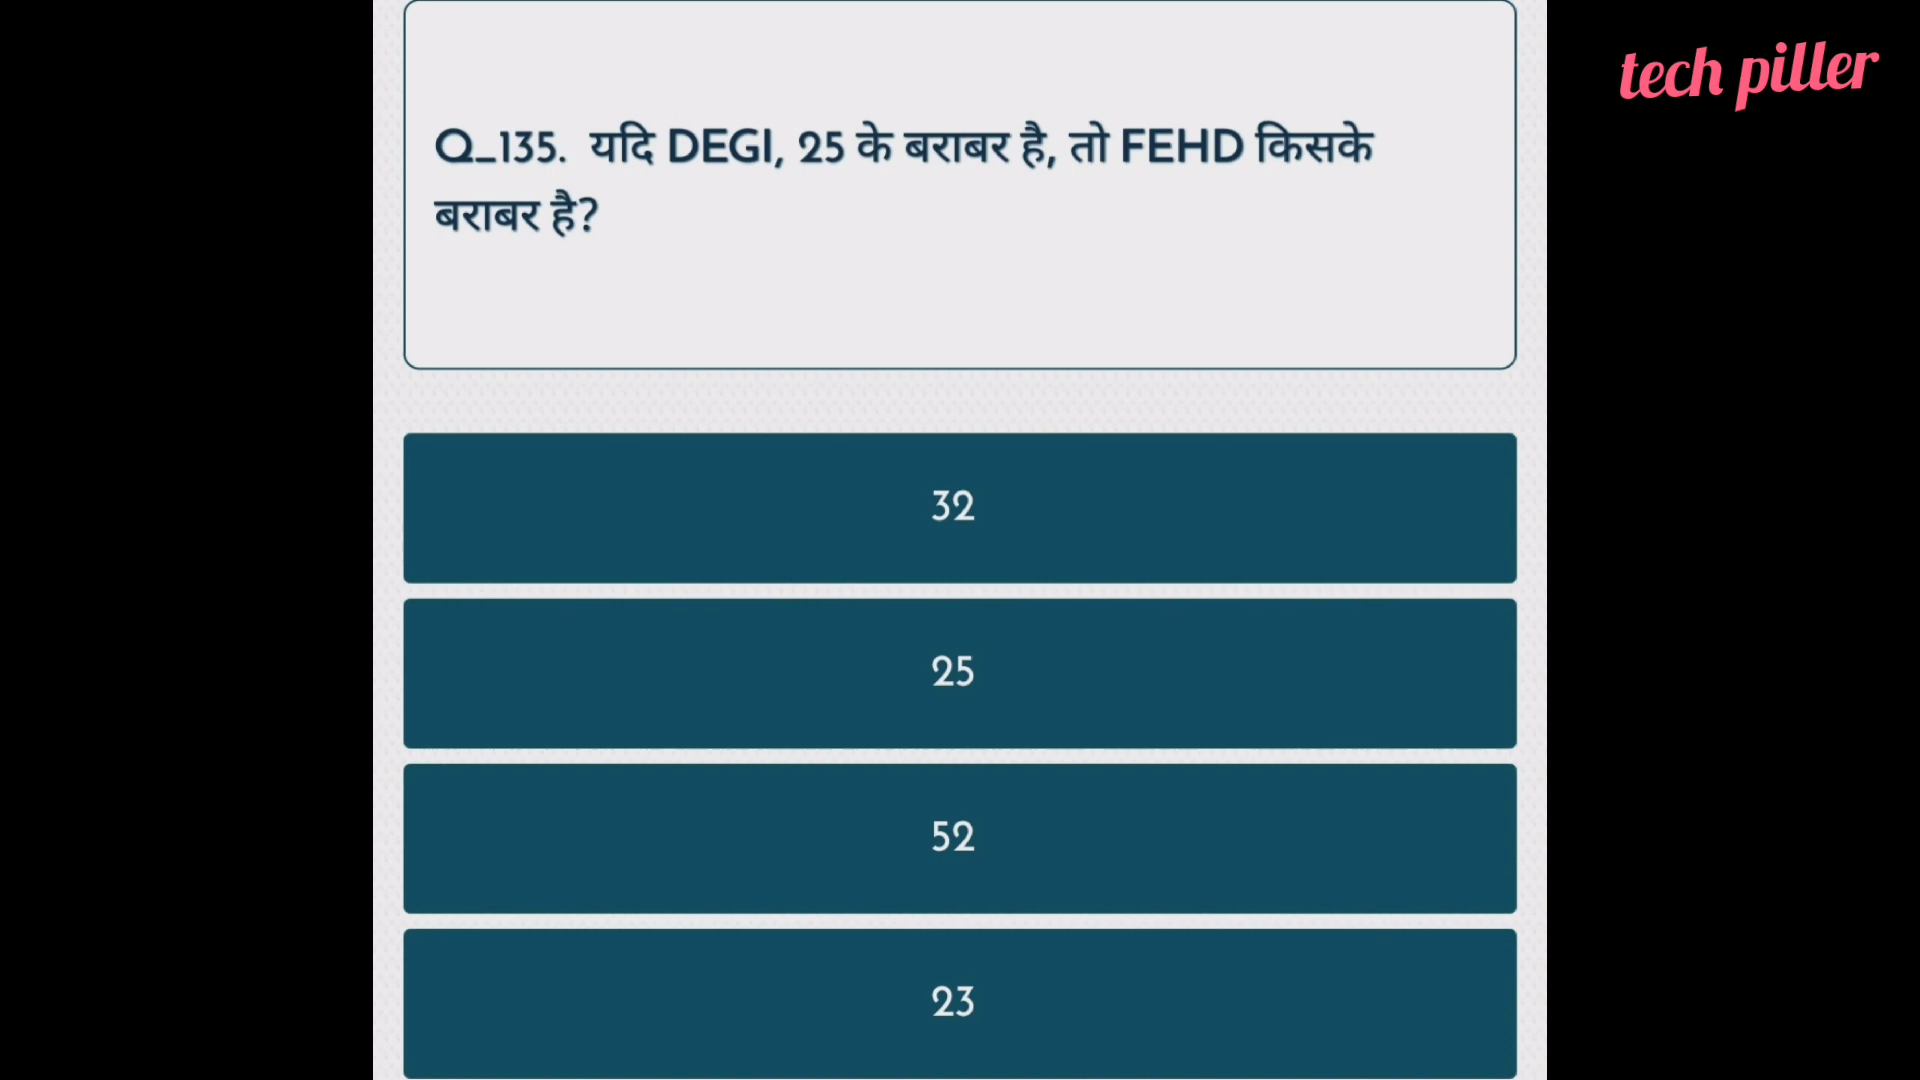 tech piller
Q_135. यदि DEGI, 25 के बराबर है, तो FEHD किसके
बराबर है?
32
25
52
23